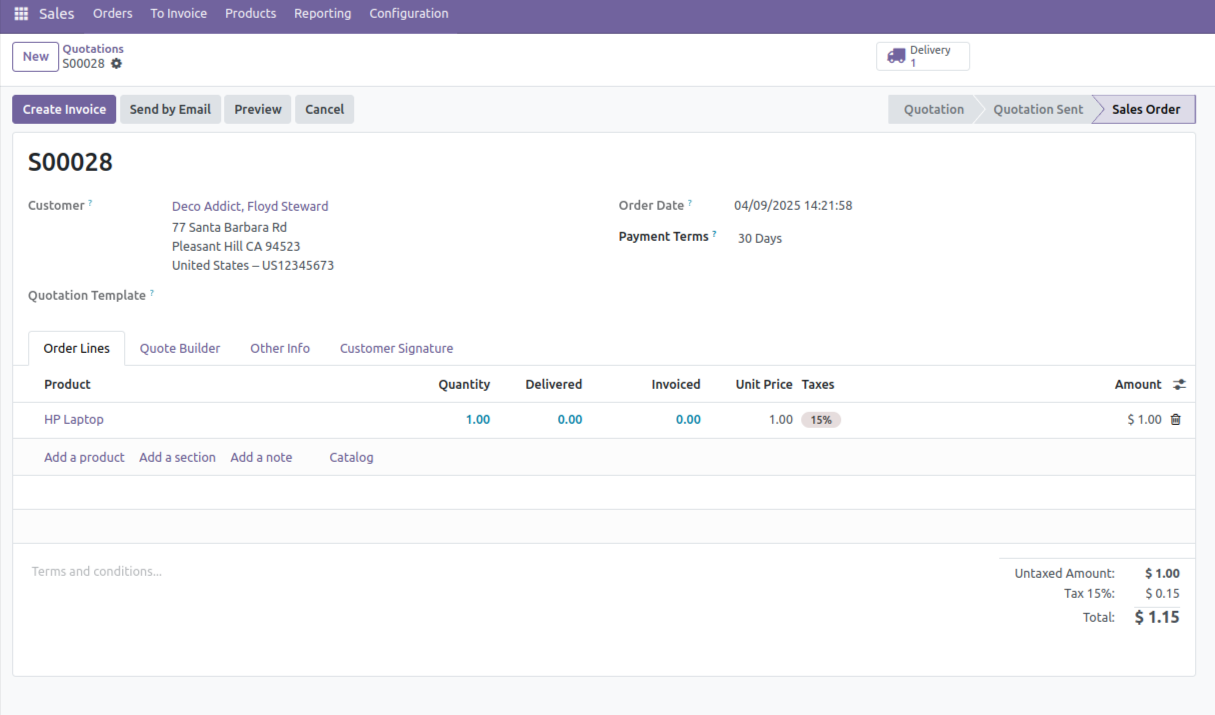 Sales Orders To Invoice Products Reporting Configuration
New
Quotations
S00028
Delivery
1
Create Invoice Send by Email Preview Cancel
Quotation Quotation Sent Sales Order
S00028
Customer ? Deco Addict, Floyd Steward
77 Santa Barbara Rd
Pleasant Hill CA 94523
United States – US12345673
Order Date ? 04/09/2025 14:21:58
Payment Terms ? 30 Days
Quotation Template ?
Order Lines Quote Builder Other Info Customer Signature
Product Quantity Delivered Invoiced Unit Price Taxes Amount
HP Laptop 1.00 0.00 0.00 1.00 15% $ 1.00
Add a product Add a section Add a note Catalog
Terms and conditions...
Untaxed Amount: $ 1.00
Tax 15%: $ 0.15
Total: $ 1.15